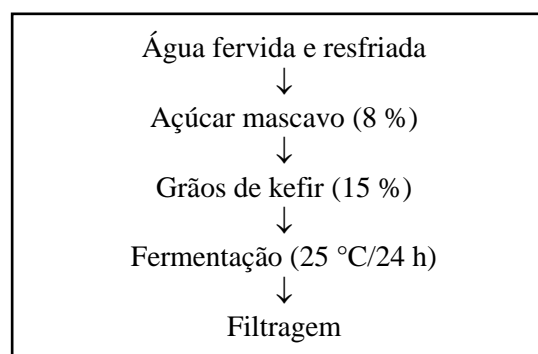 Água fervida e resfriada
↓
Açúcar mascavo (8 %)
↓
Grãos de kefir (15 %)
↓
Fermentação (25 °C/24 h)
↓
Filtragem